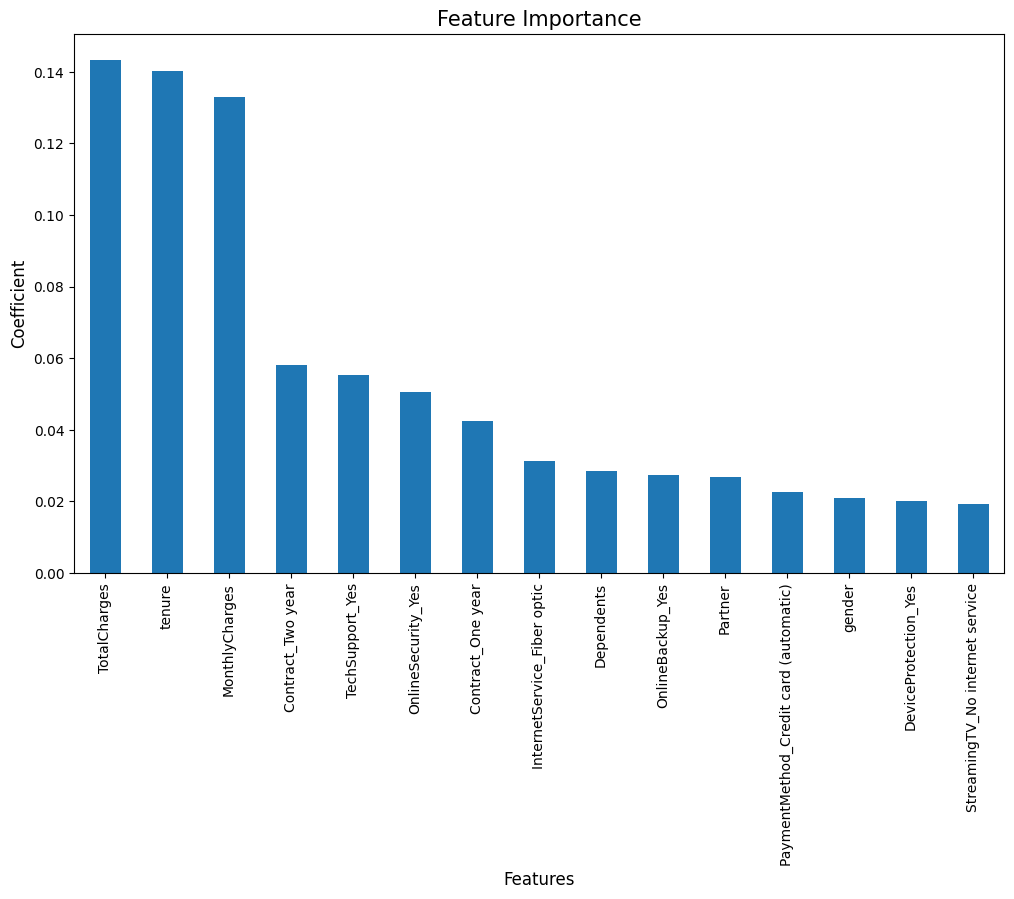 Feature Importance
Coefficient
0.14
0.12
0.10
0.08
0.06
0.04
0.02
0.00
TotalCharges
tenure
MonthlyCharges
Contract_Two year
TechSupport_Yes
OnlineSecurity_Yes
Contract_One year
InternetService_Fiber optic
Dependents
OnlineBackup_Yes
Partner
PaymentMethod_Credit card (automatic)
gender
DeviceProtection_Yes
StreamingTV_No internet service
Features